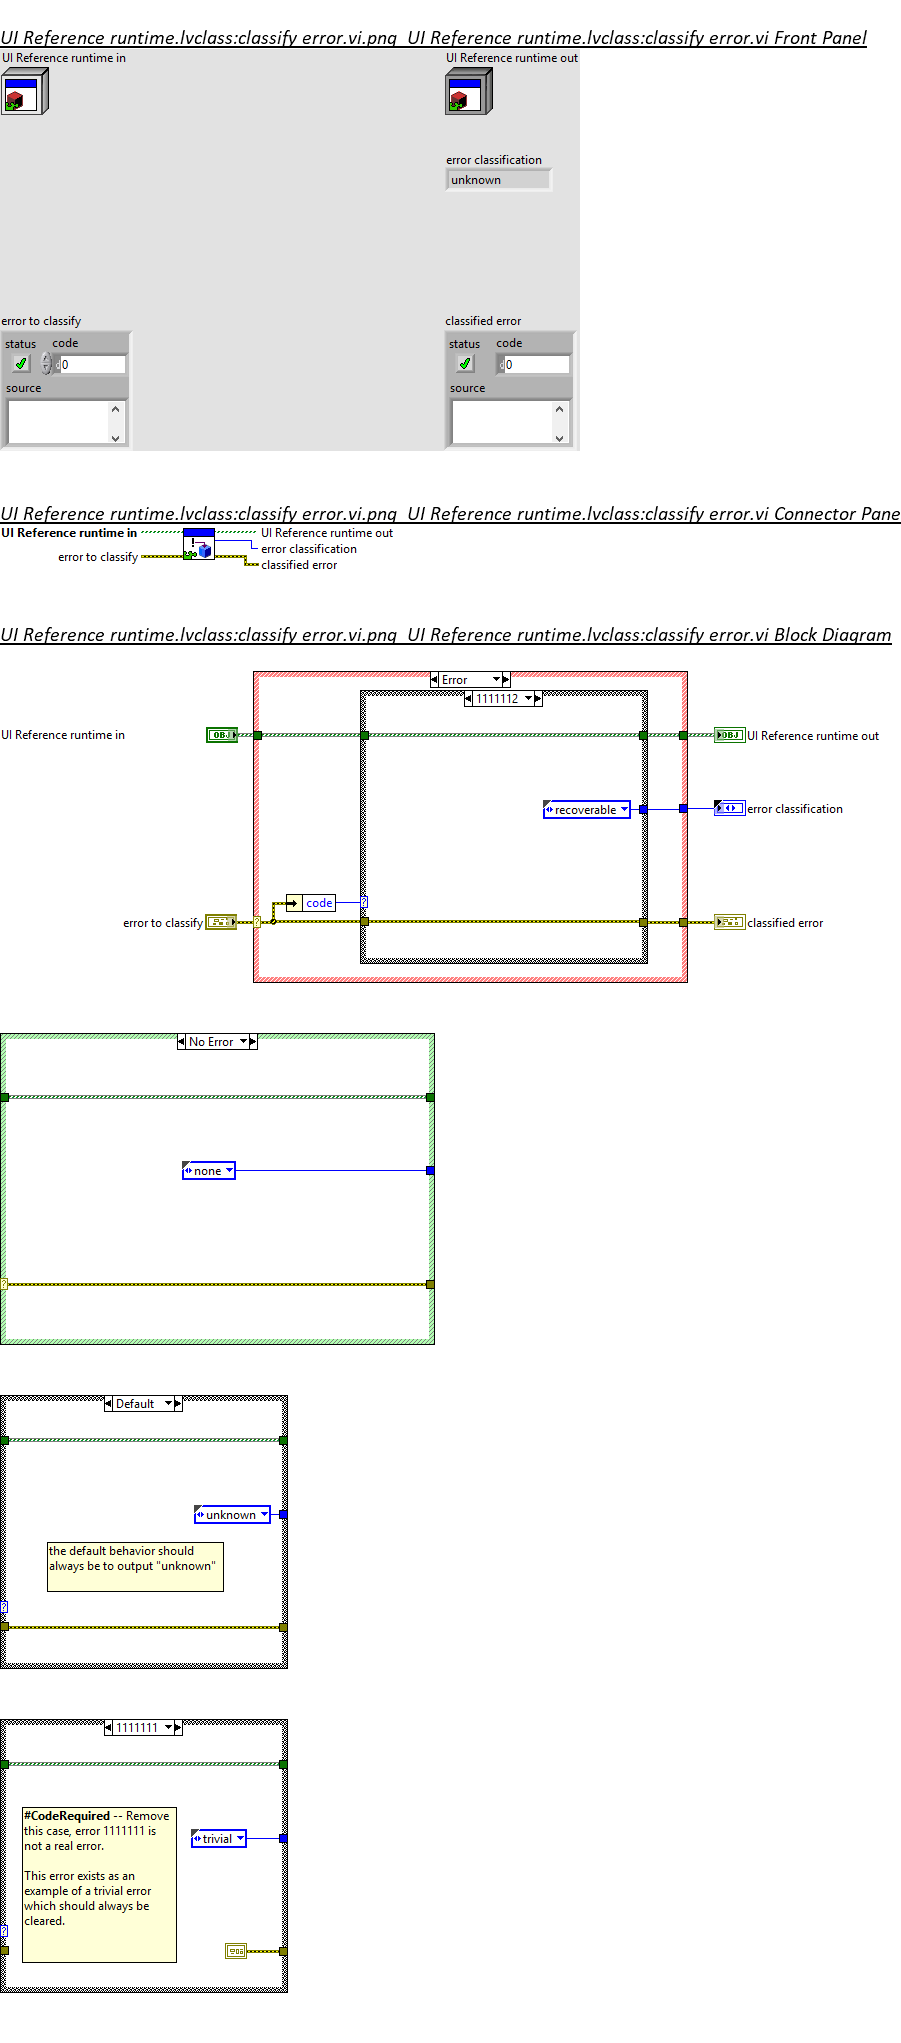 UI Reference runtime.lvclass:classify error.vi.png  UI Reference runtime.lvclass:classify error.vi Front Panel
UI Reference runtime in
UI Reference runtime out
error classification
unknown
error to classify
classified error
status code
0
source
status code
0
source
UI Reference runtime.lvclass:classify error.vi.png  UI Reference runtime.lvclass:classify error.vi Connector Pane
UI Reference runtime in
UI Reference runtime out
error classification
error to classify
classified error
UI Reference runtime.lvclass:classify error.vi.png  UI Reference runtime.lvclass:classify error.vi Block Diagram
Error
1111112
UI Reference runtime in
OBJ
OBJ
UI Reference runtime out
recoverable
error classification
code
?
error to classify
?
classified error
No Error
none
?
Default
unknown
the default behavior should
always be to output "unknown"
?
1111111
#CodeRequired -- Remove
this case, error 1111111 is
not a real error.
This error exists as an
example of a trivial error
which should always be
cleared.
trivial
?